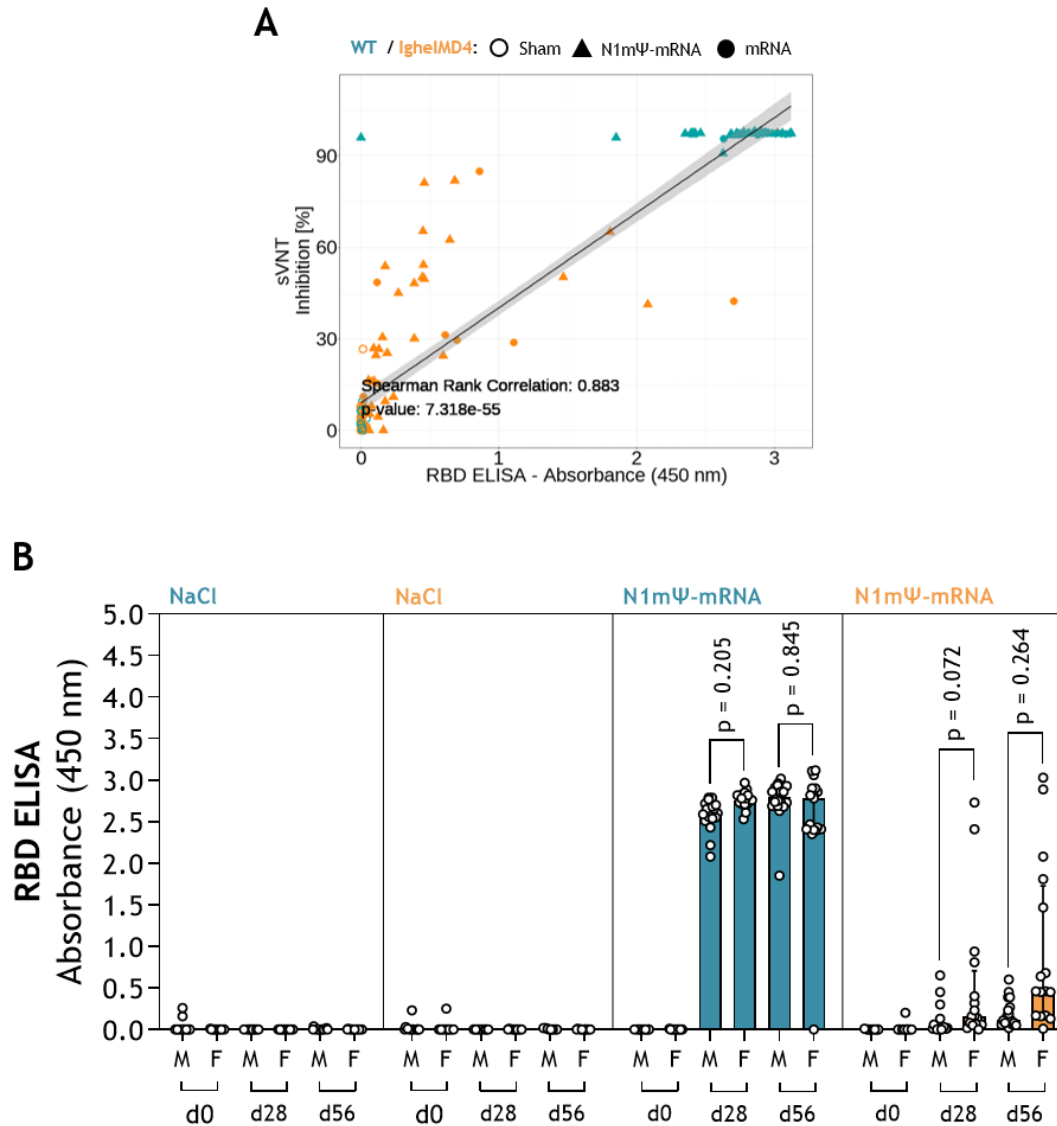 A
WT / IghelMD4: Sham N1mΨ-mRNA mRNA
90
60
30
0
sVNT
Inhibition [%]
Spearman Rank Correlation: 0.883
p-value: 7.318e-55
0 1 2 3
RBD ELISA - Absorbance (450 nm)
B
NaCl NaCl N1mΨ-mRNA N1mΨ-mRNA
5.0
4.5
4.0
3.5
3.0
2.5
2.0
1.5
1.0
0.5
0.0
RBD ELISA
Absorbance (450 nm)
p = 0.205
p = 0.845
p = 0.072
p = 0.264
M F M F M F M F M F M F M F M F M F M F M F M F
d0 d28 d56 d0 d28 d56 d0 d28 d56 d0 d28 d56